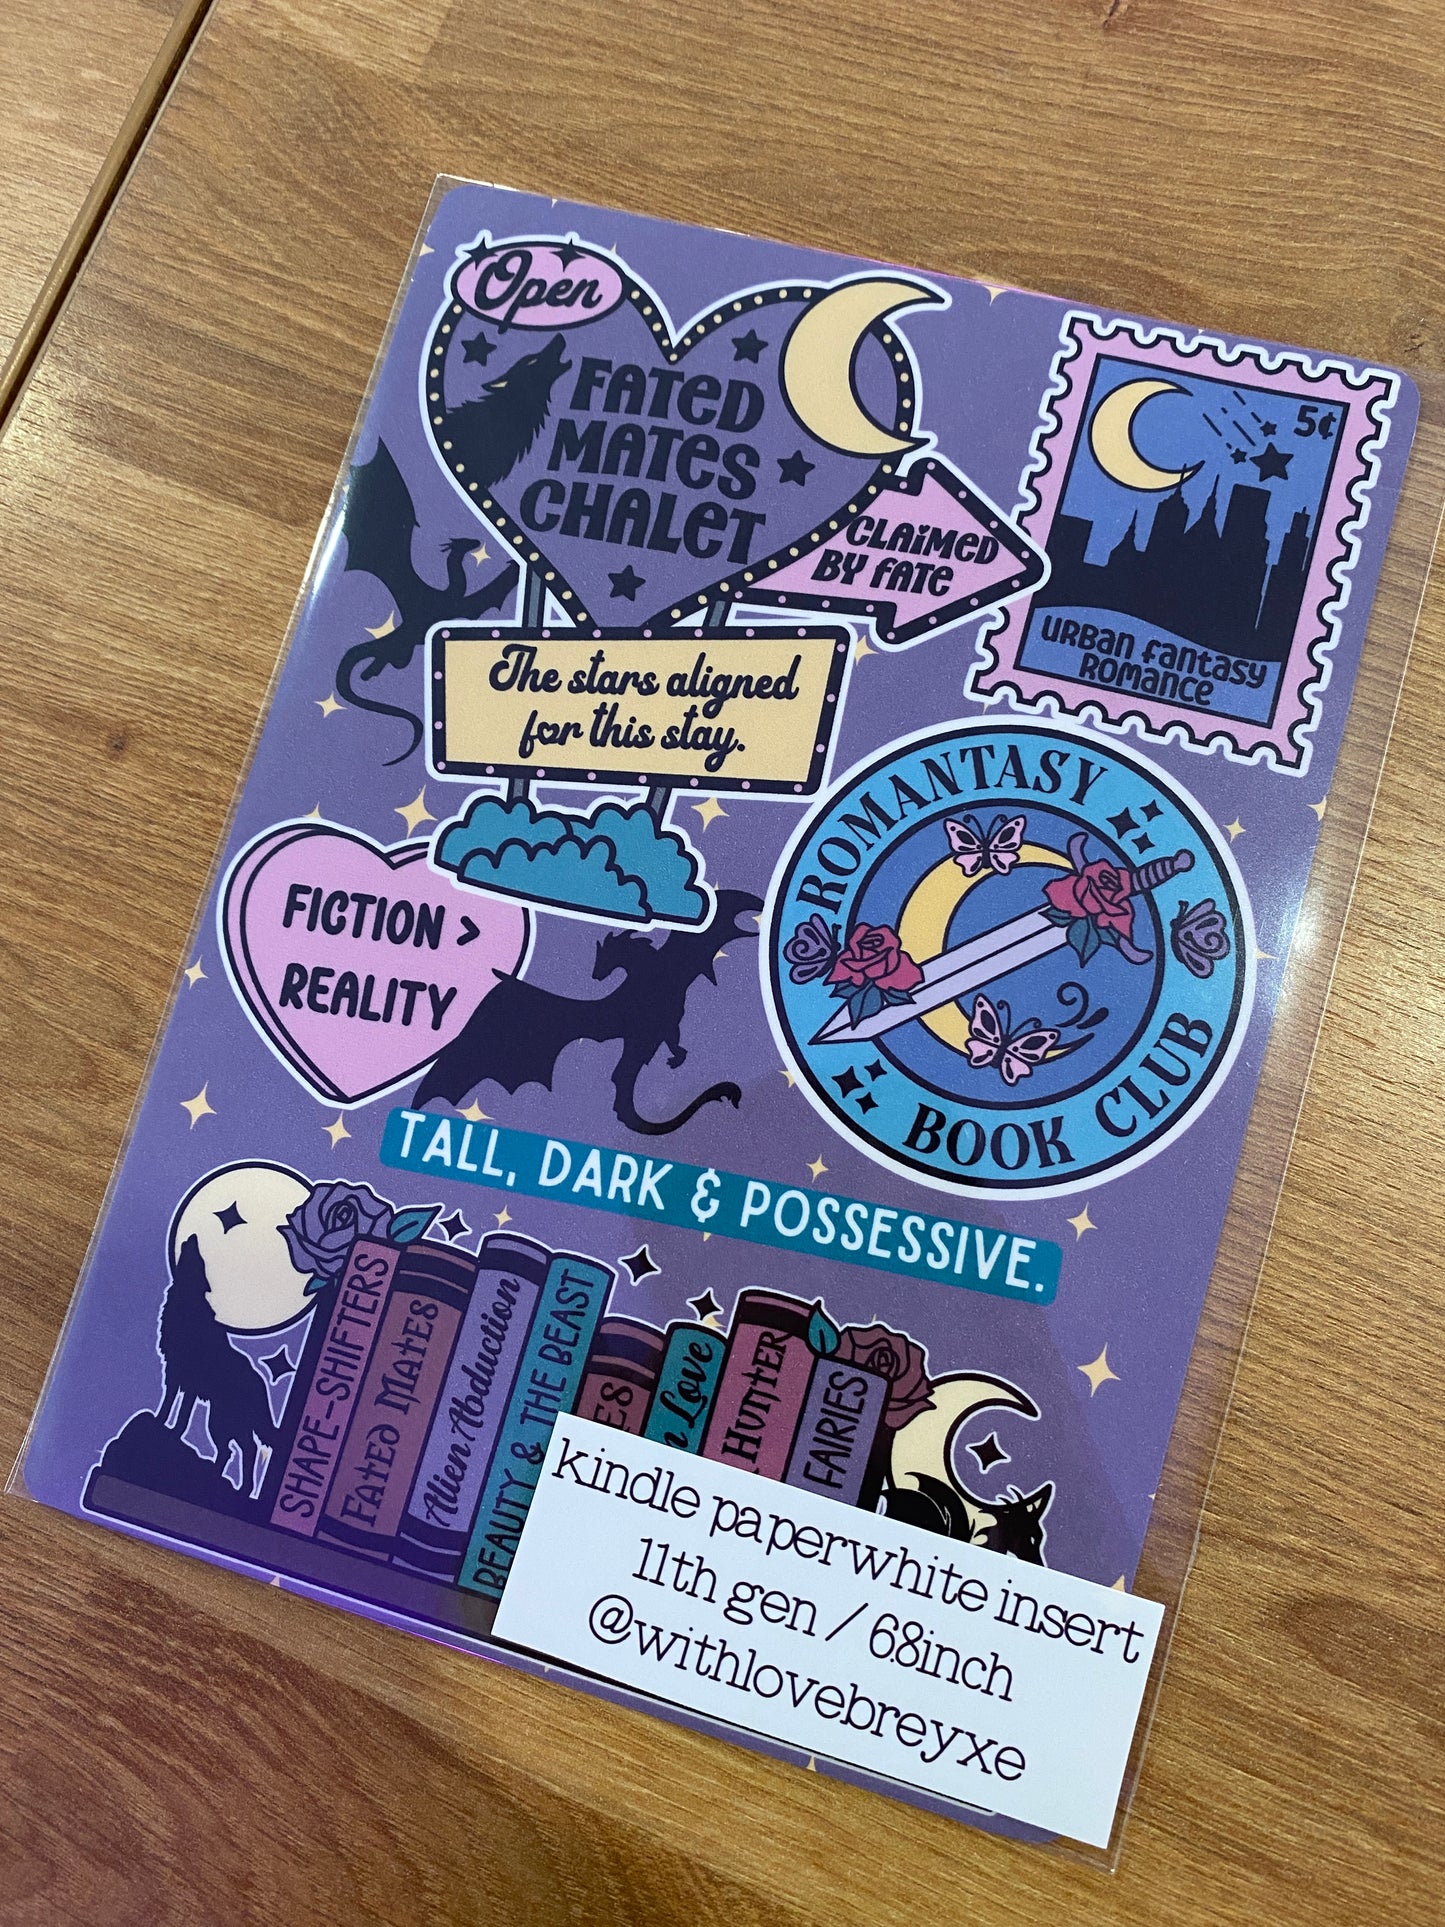 Open
FATED
MATES
CHALET
CLAIMED
BY FATE
5¢
URBAN FANTASY
ROMANCE
The stars aligned
for this stay.
FICTION >
REALITY
ROMANTASY
BOOK CLUB
TALL, DARK & POSSESSIVE.
SHAPE-SHIFTERS
FATED MATES
Alien Abduction
BEAUTY & THE BEAST
Love
HUNTER
FAIRIES
kindle paperwhite insert
11th gen / 6.8inch
@withlovebreyxe